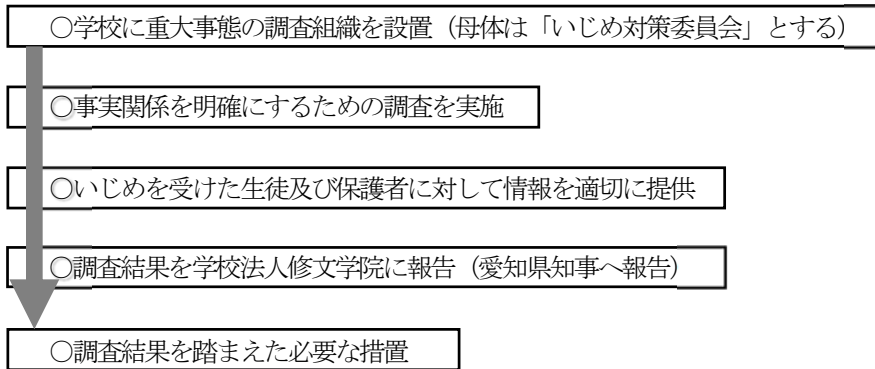 ○学校に重大事態の調査組織を設置（母体は「いじめ対策委員会」とする）
○事実関係を明確にするための調査を実施
○いじめを受けた生徒及び保護者に対して情報を適切に提供
○調査結果を学校法人修文学院に報告（愛知県知事へ報告）
○調査結果を踏まえた必要な措置